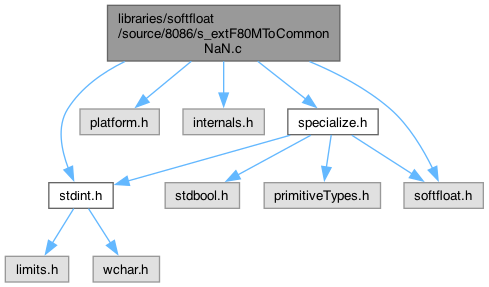 libraries/softfloat
/source/8086/s_extF80MToCommon
NaN.c
platform.h
internals.h
specialize.h
stdint.h
stdbool.h
primitiveTypes.h
softfloat.h
limits.h
wchar.h